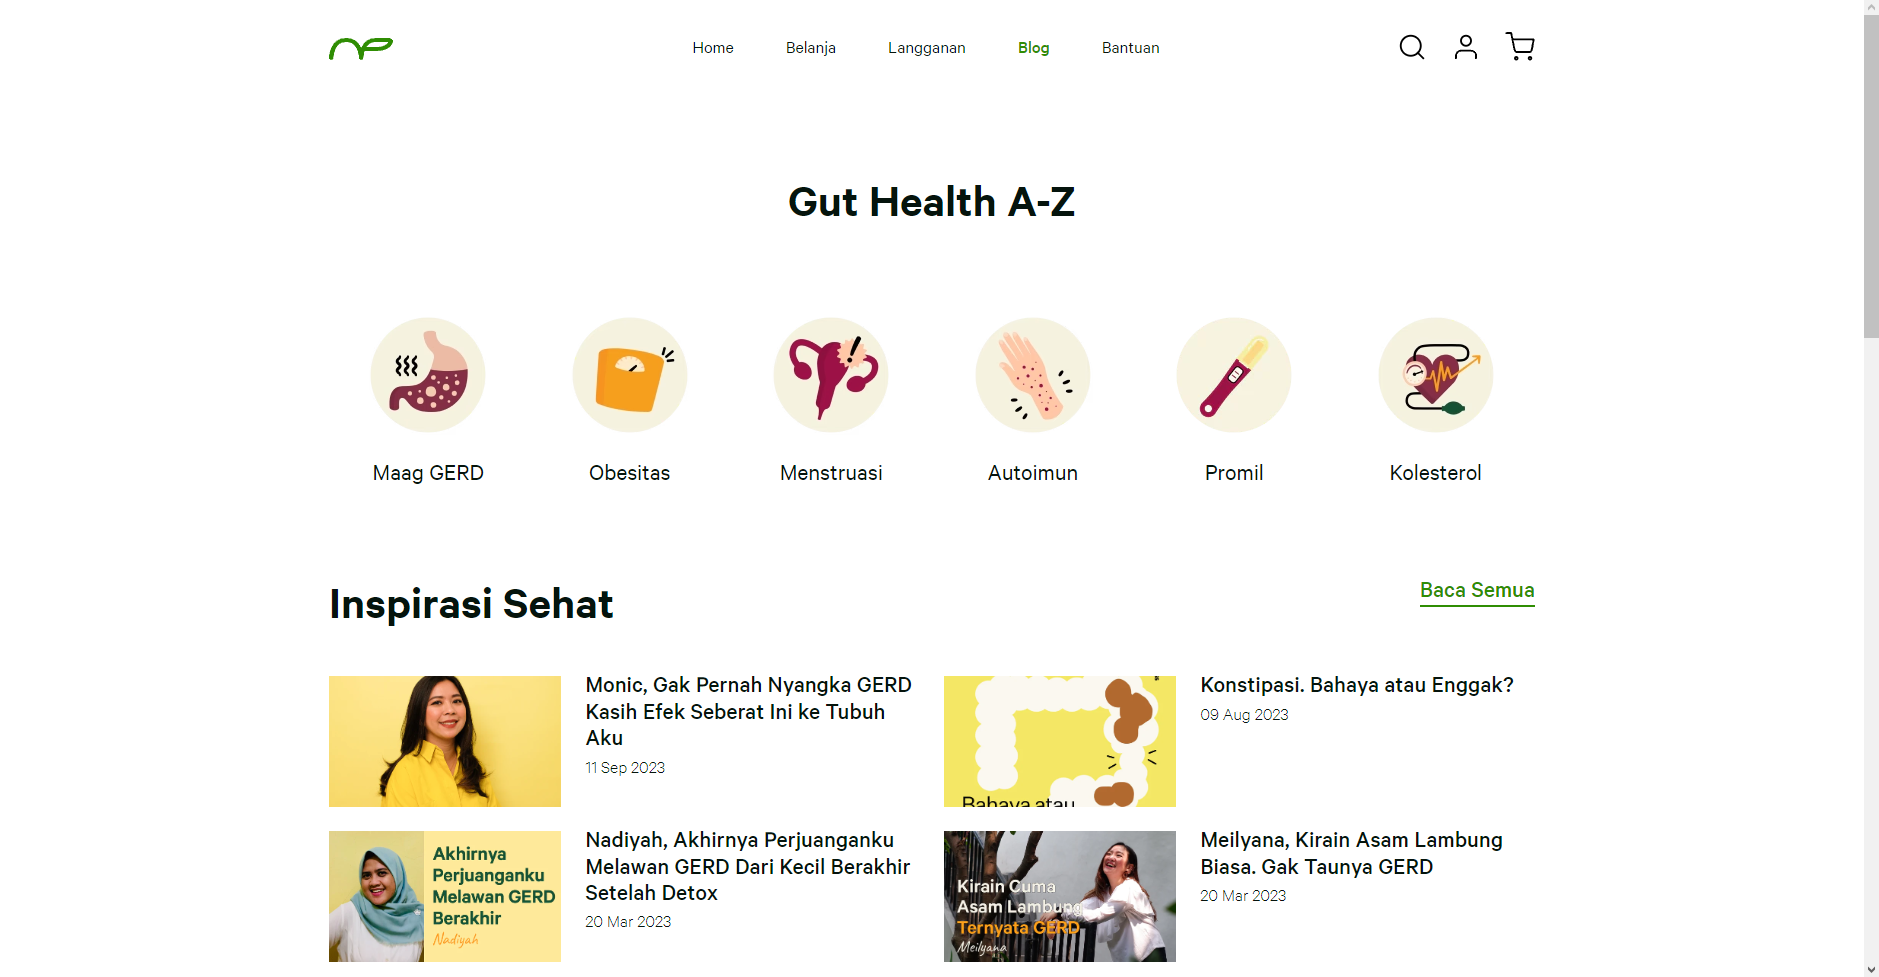 Home
Belanja
Langganan
Blog
Bantuan
Gut Health A-Z
Maag GERD
Obesitas
Menstruasi
Autoimun
Promil
Kolesterol
Inspirasi Sehat
Baca Semua
Monic, Gak Pernah Nyangka GERD
Kasih Efek Seberat Ini ke Tubuh
Aku
11 Sep 2023
Bahaya atau
Konstipasi. Bahaya atau Enggak?
09 Aug 2023
Akhirnya
Perjuanganku
Melawan GERD
Berakhir
Nadiyah
Nadiyah, Akhirnya Perjuanganku
Melawan GERD Dari Kecil Berakhir
Setelah Detox
20 Mar 2023
Kirain Cuma
Asam Lambung
Ternyata GERD
Meilyana
Meilyana, Kirain Asam Lambung
Biasa. Gak Taunya GERD
20 Mar 2023